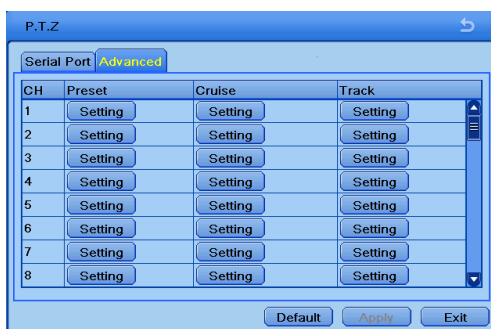 P.T.Z
Serial Port Advanced
CH Preset Cruise Track
1 Setting Setting Setting
2 Setting Setting Setting
3 Setting Setting Setting
4 Setting Setting Setting
5 Setting Setting Setting
6 Setting Setting Setting
7 Setting Setting Setting
8 Setting Setting Setting
Default Apply Exit